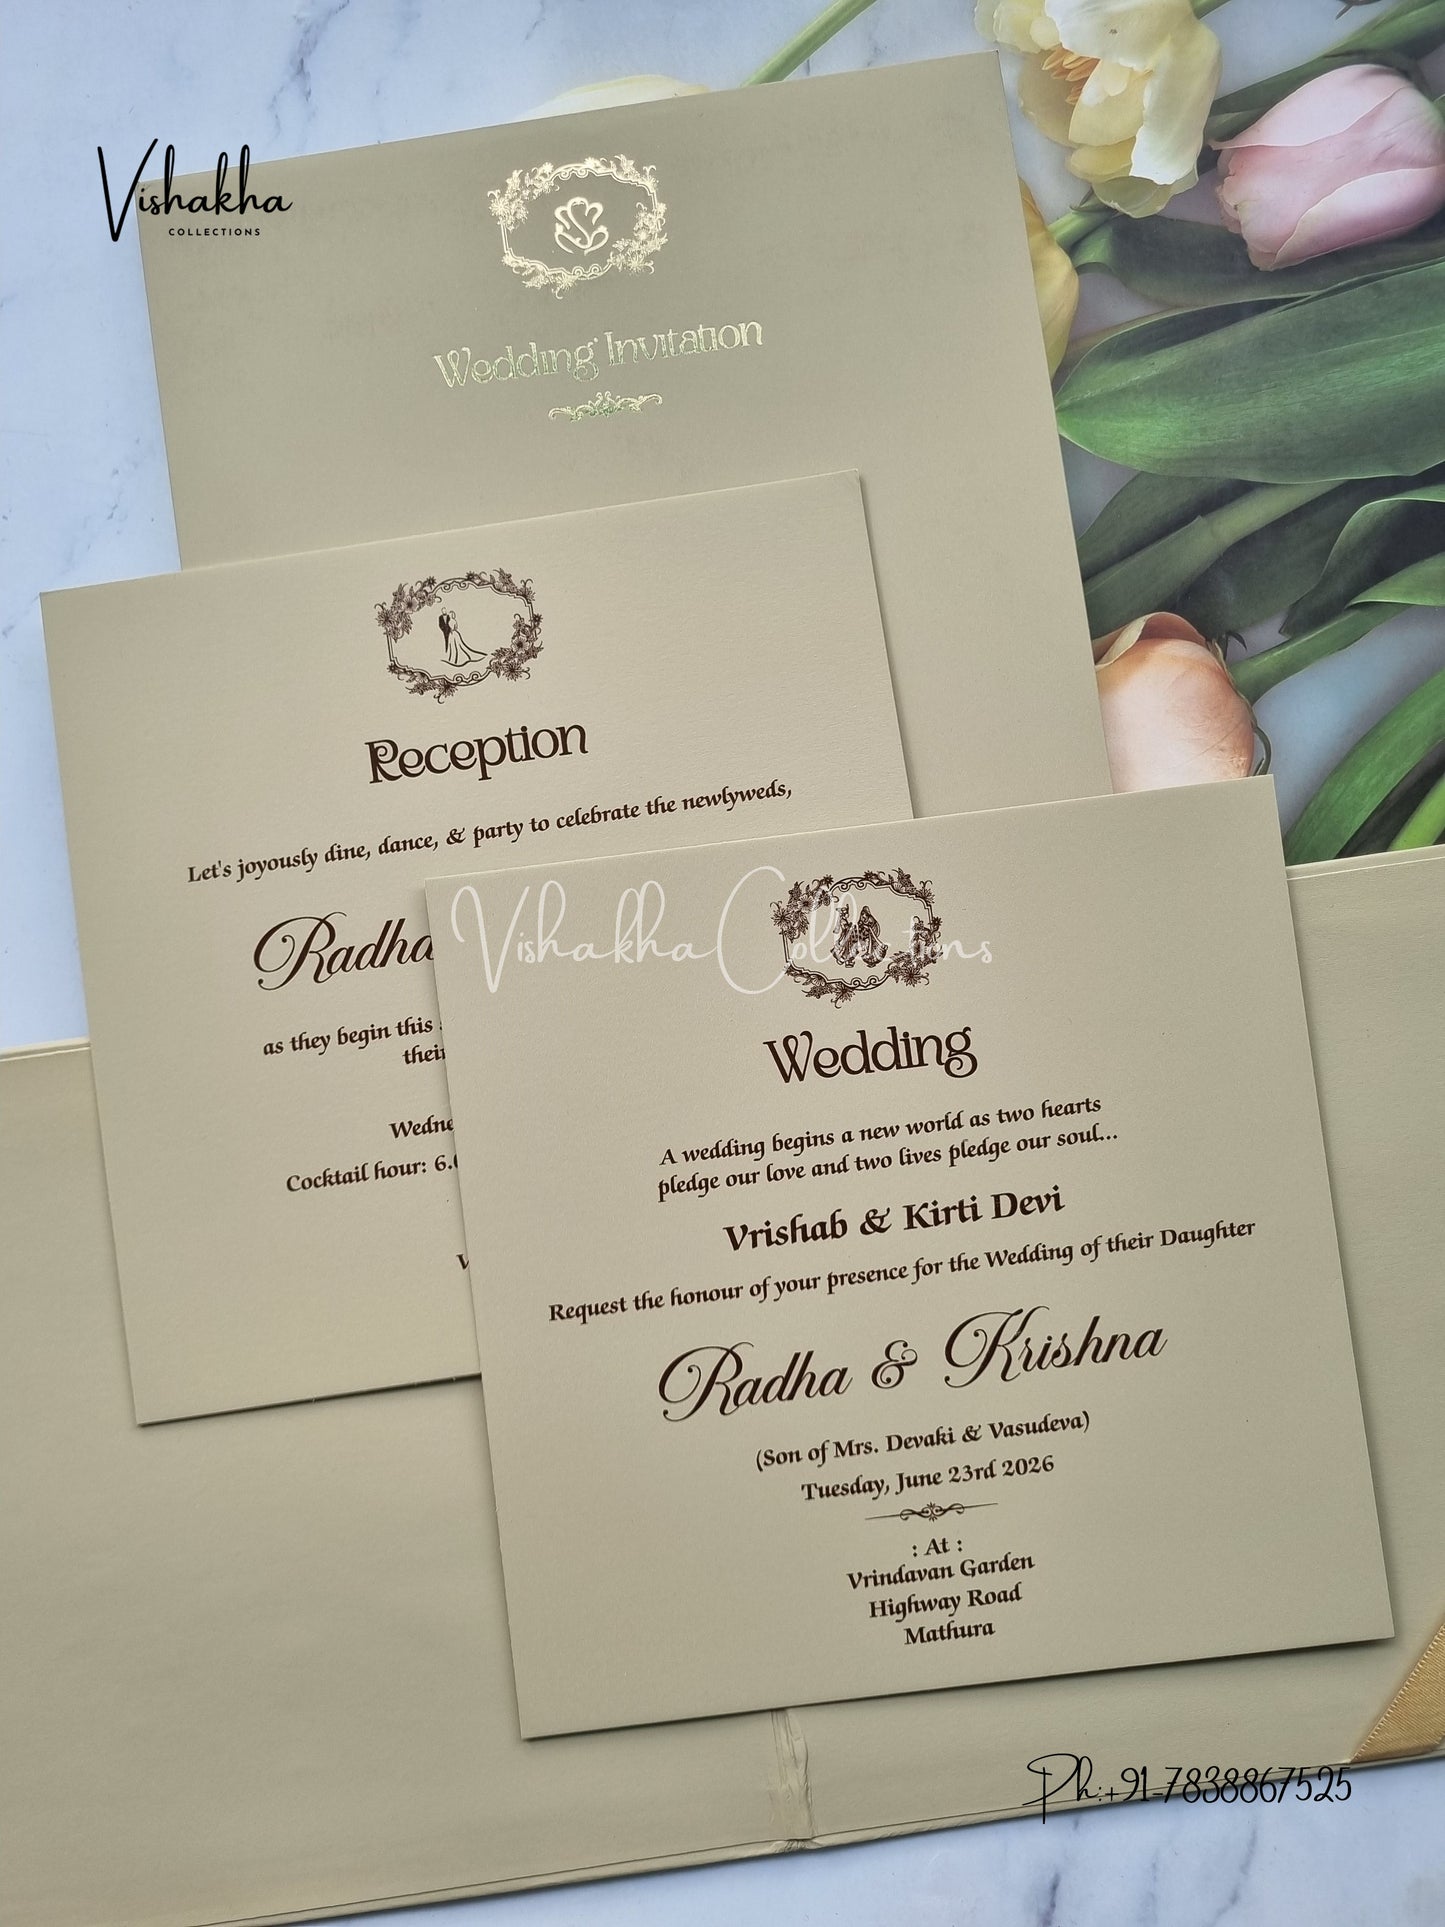 Vishakha
COLLECTIONS
Wedding Invitation
Reception
Let's joyously dine, dance, & party to celebrate the newlyweds,
Radha
as they begin this
their
Cocktail hour: 6.
Vishakha Collections
Wedding
A wedding begins a new world as two hearts
pledge our love and two lives pledge our soul...
Vrishab & Kirti Devi
Request the honour of your presence for the Wedding of their Daughter
Radha & Krishna
(Son of Mrs. Devaki & Vasudeva)
Tuesday, June 23rd 2026
: At :
Vrindavan Garden
Highway Road
Mathura
Ph:+91-7838867525